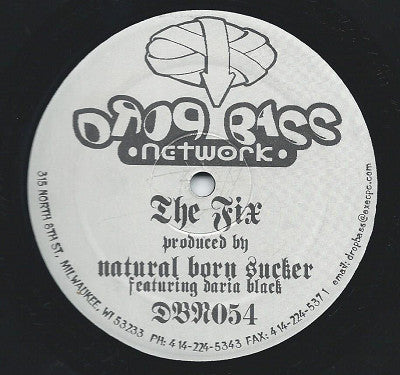 DROP BASS
• network •
The Fix
produced by
natural born sucker
featuring daria black
DBN054
315 NORTH 6TH ST, MILWAUKEE, WI 53233 PH: 414-224-5343 FAX: 414-224-5371 email: dropbass@execpc.com